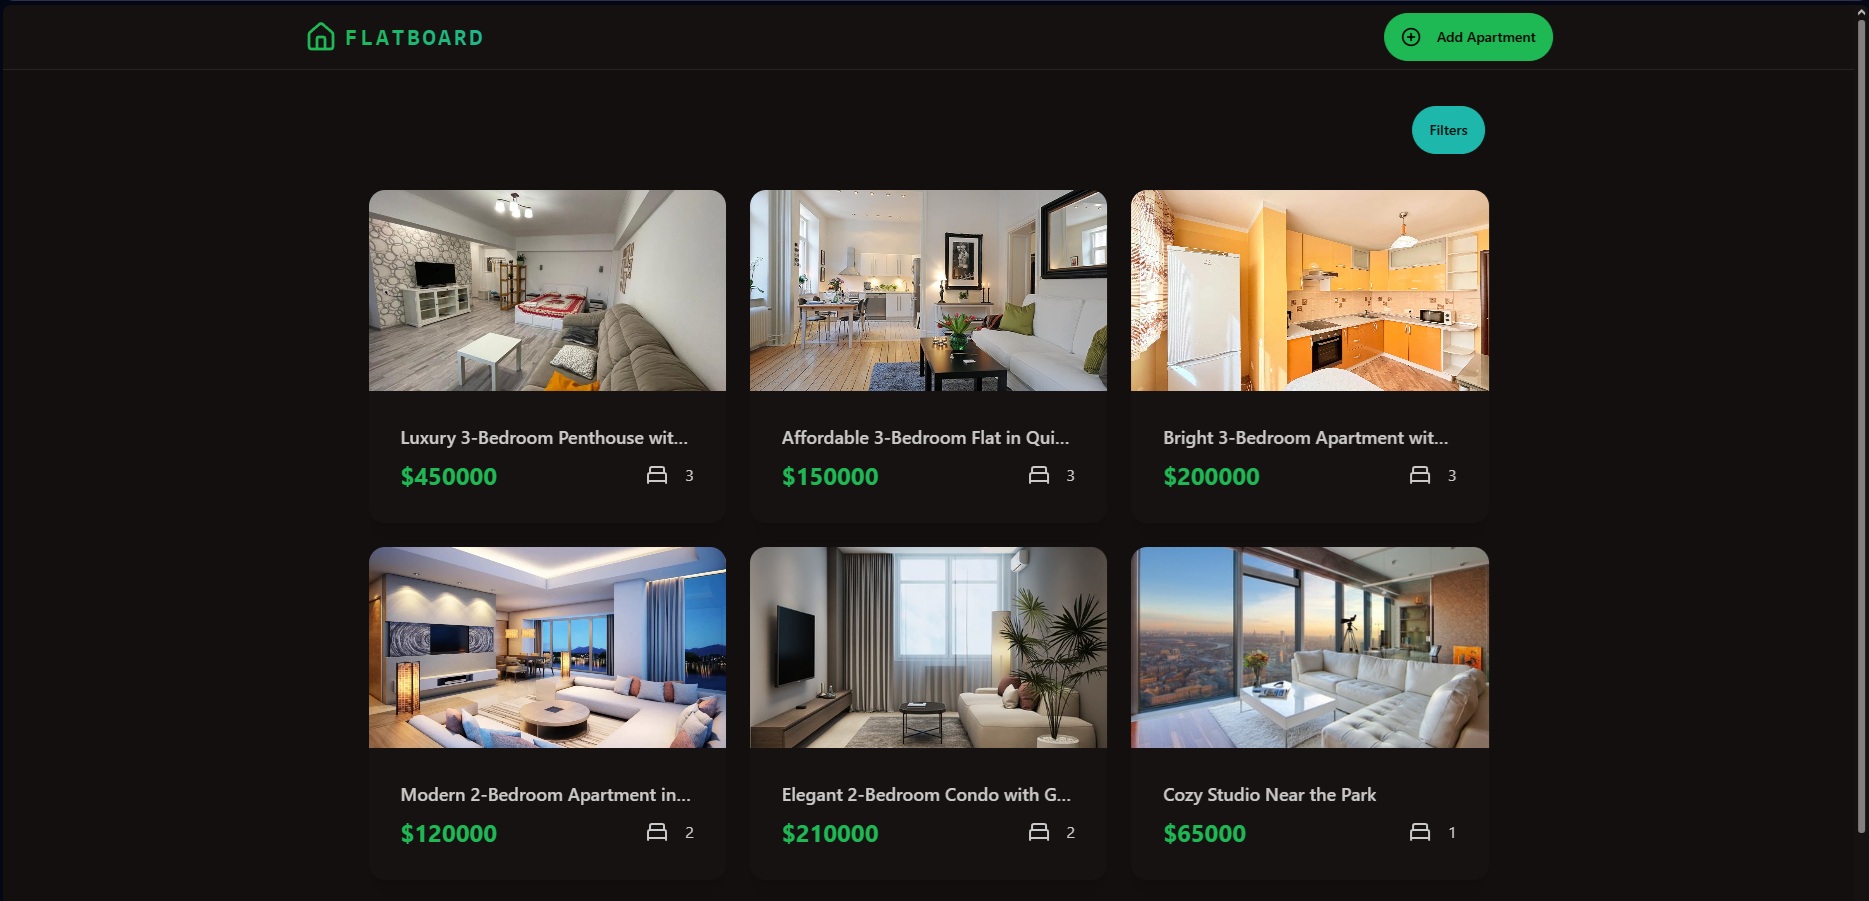 FLATBOARD
Add Apartment
Filters
Luxury 3-Bedroom Penthouse wit...
$450000
3
Affordable 3-Bedroom Flat in Qui...
$150000
3
Bright 3-Bedroom Apartment wit...
$200000
3
Modern 2-Bedroom Apartment in...
$120000
2
Elegant 2-Bedroom Condo with G...
$210000
2
Cozy Studio Near the Park
$65000
1